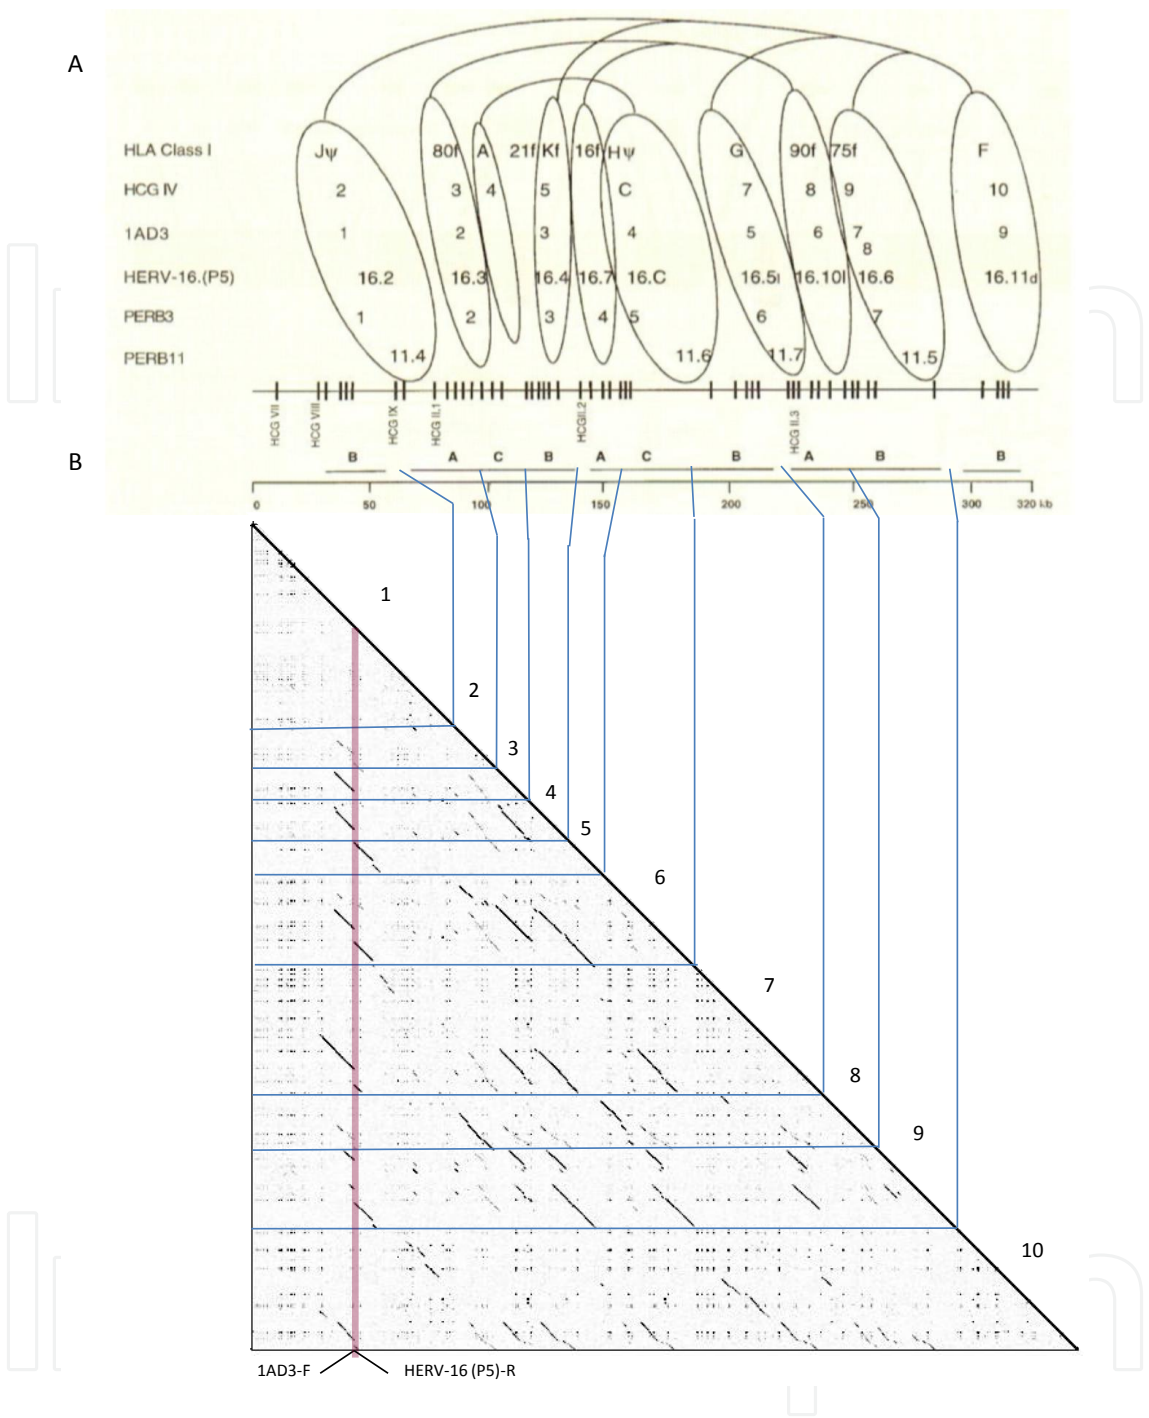 A
HLA Class I Jψ 80f A 21f Kf 16f Hψ G 90f 75f F
HCG IV 2 3 4 5 C 7 8 9 10
1AD3 1 2 3 4 5 6 7 8 9
HERV-16.(P5) 16.2 16.3 16.4 16.7 16.C 16.5I 16.10I 16.6 16.11d
PERB3 1 2 3 4 5 6 7
PERB11 11.4 11.6 11.7 11.5
HCG VII HCG VIII HCG IX HCG II.1 HCGII.2 HCG II.3
B
B A C B A C B A B B
0 50 100 150 200 250 300 320 kb
1
2
3
4
5
6
7
8
9
10
1AD3-F HERV-16 (P5)-R